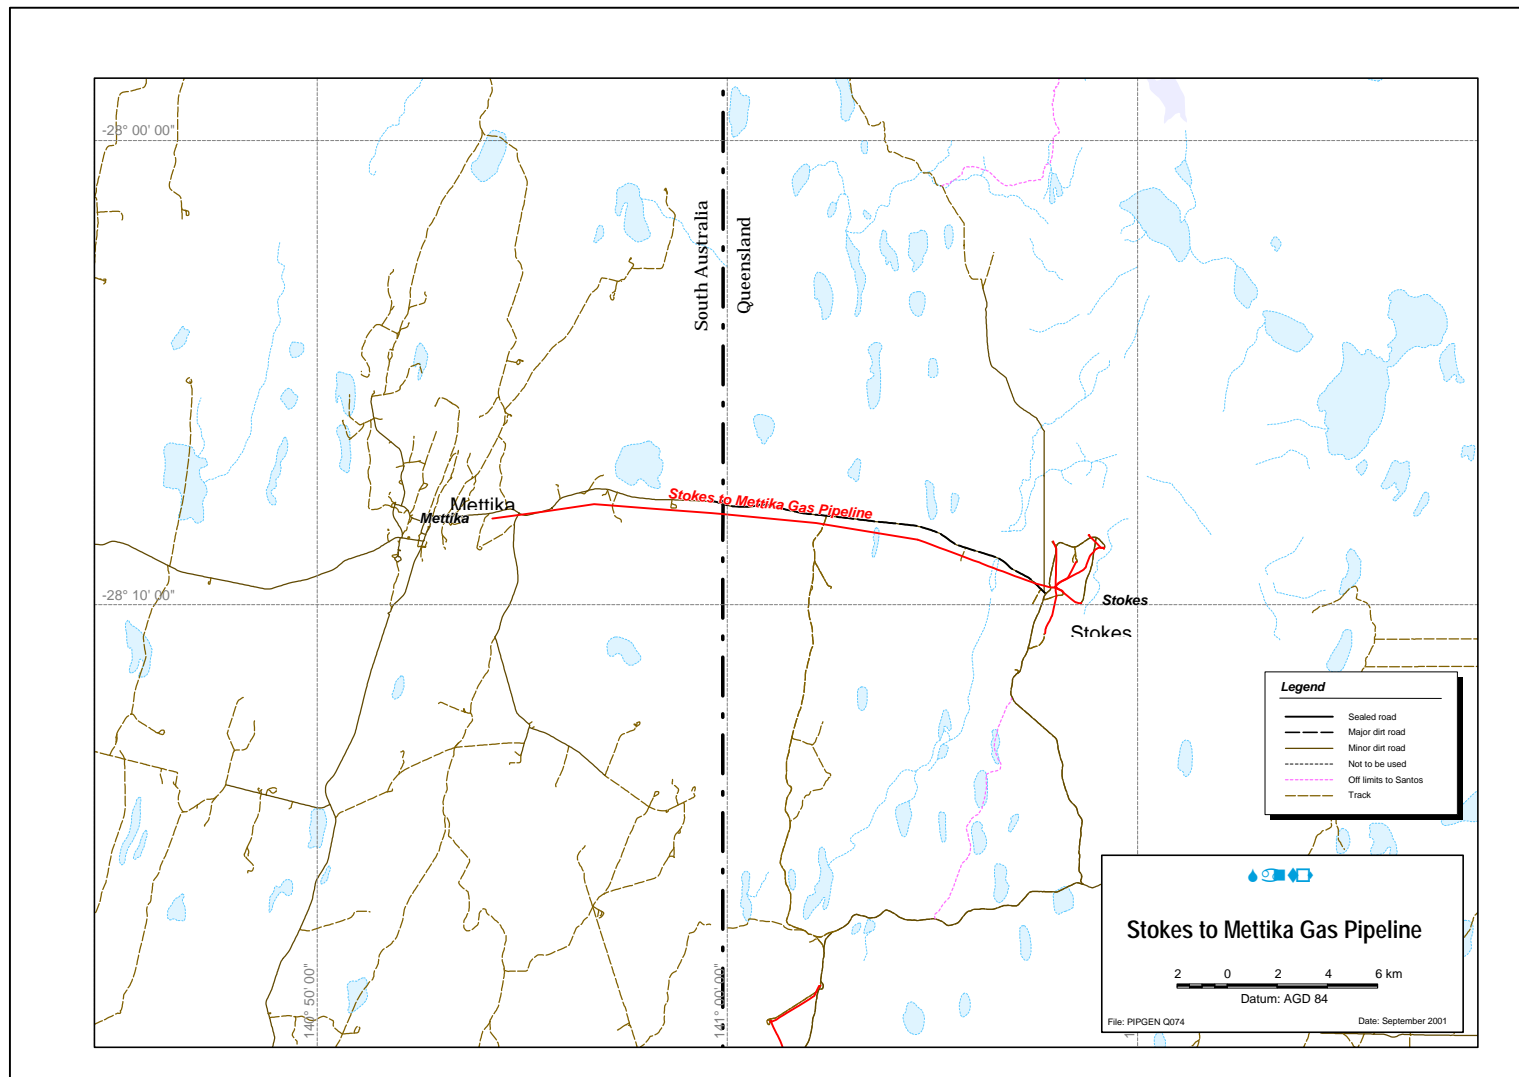 -28° 00' 00"
South Australia
Queensland
Stokes to Mettika Gas Pipeline
Mettika
Mettika
-28° 10' 00"
Stokes
Stokes
Legend
Sealed road
Major dirt road
Minor dirt road
Not to be used
Off limits to Santos
Track
140° 50' 00"
141° 00' 00"
Stokes to Mettika Gas Pipeline
2 0 2 4 6 km
Datum: AGD 84
File: PIPGEN Q074
Date: September 2001